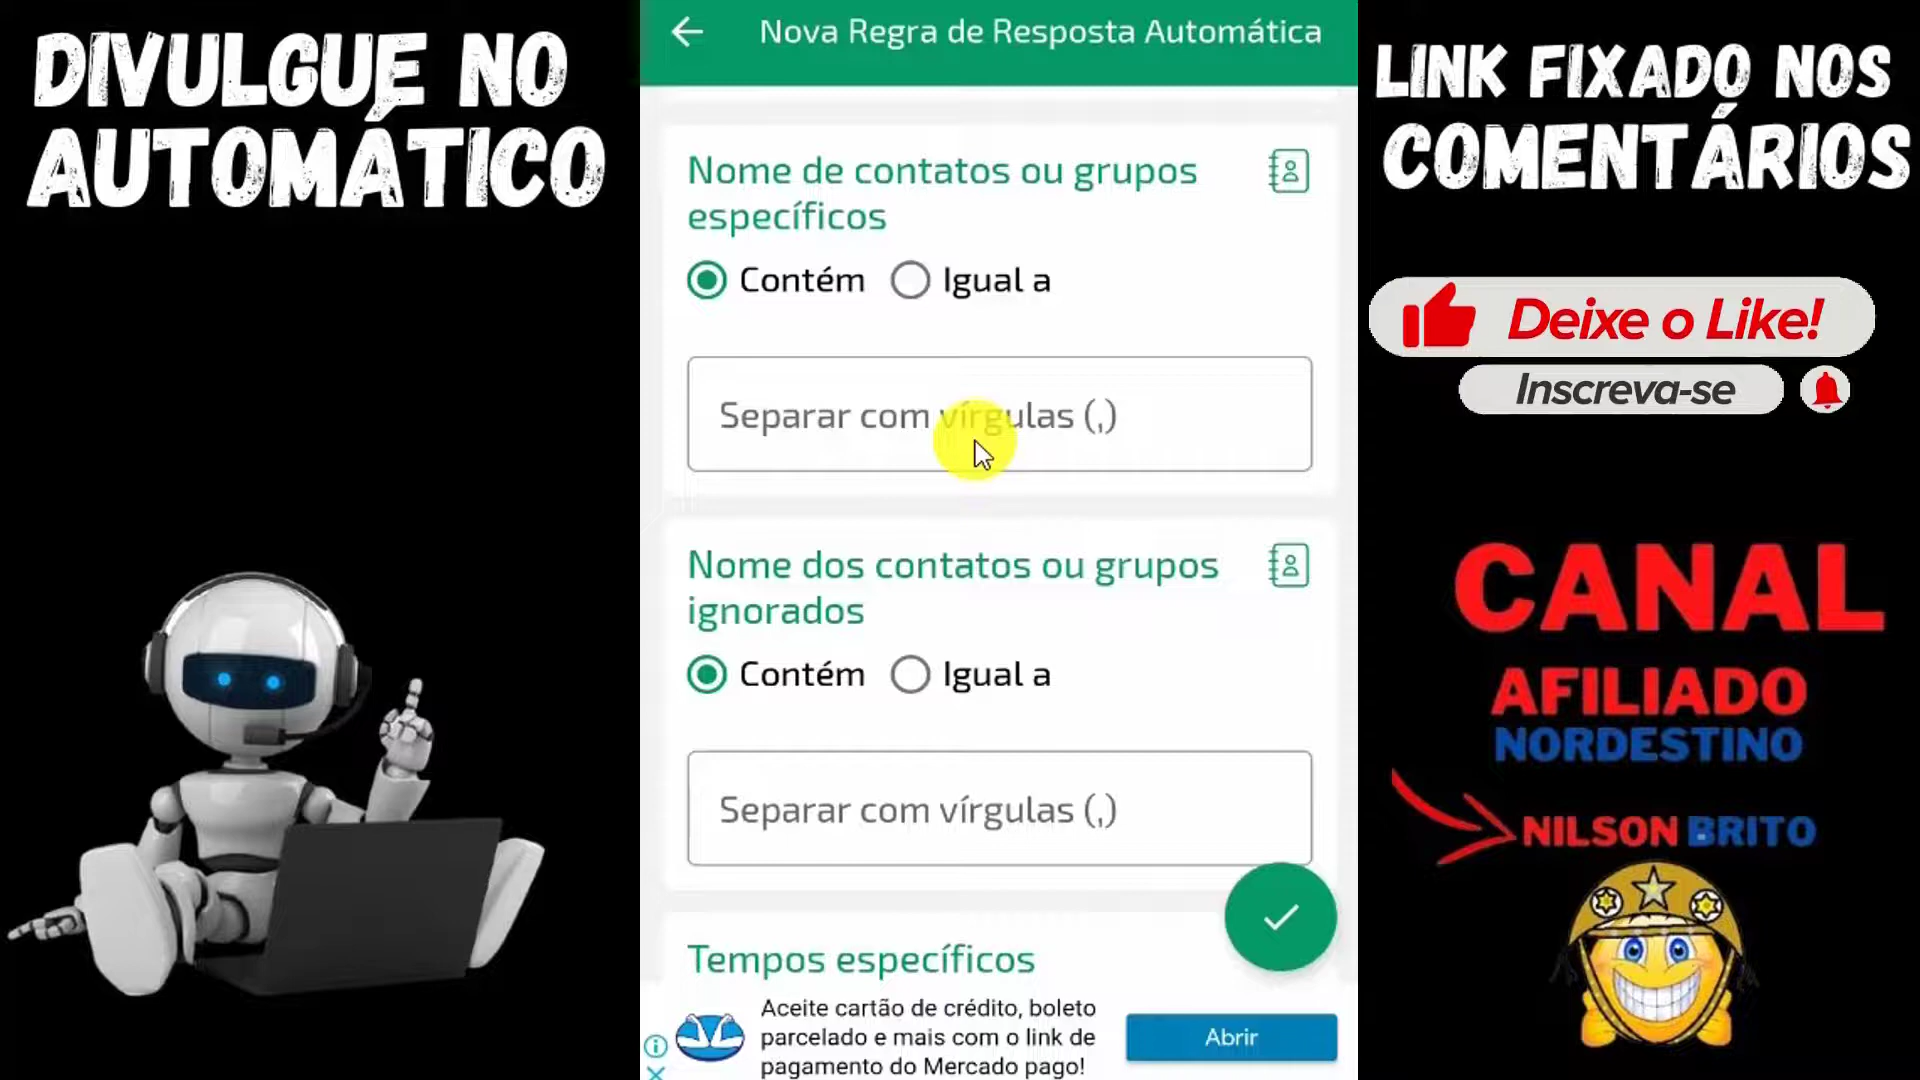 DIVULGUE NO
AUTOMÁTICO
Nova Regra de Resposta Automática
Nome de contatos ou grupos
específicos
Contém
Igual a
Separar com vírgulas (,)
Nome dos contatos ou grupos
ignorados
Contém
Igual a
Separar com vírgulas (,)
Tempos específicos
Aceite cartão de crédito, boleto
parcelado e mais com o link de
pagamento do Mercado pago!
Abrir
LINK FIXADO NOS
COMENTÁRIOS
Deixe o Like!
Inscreva-se
CANAL
AFILIADO
NORDESTINO
NILSON BRITO